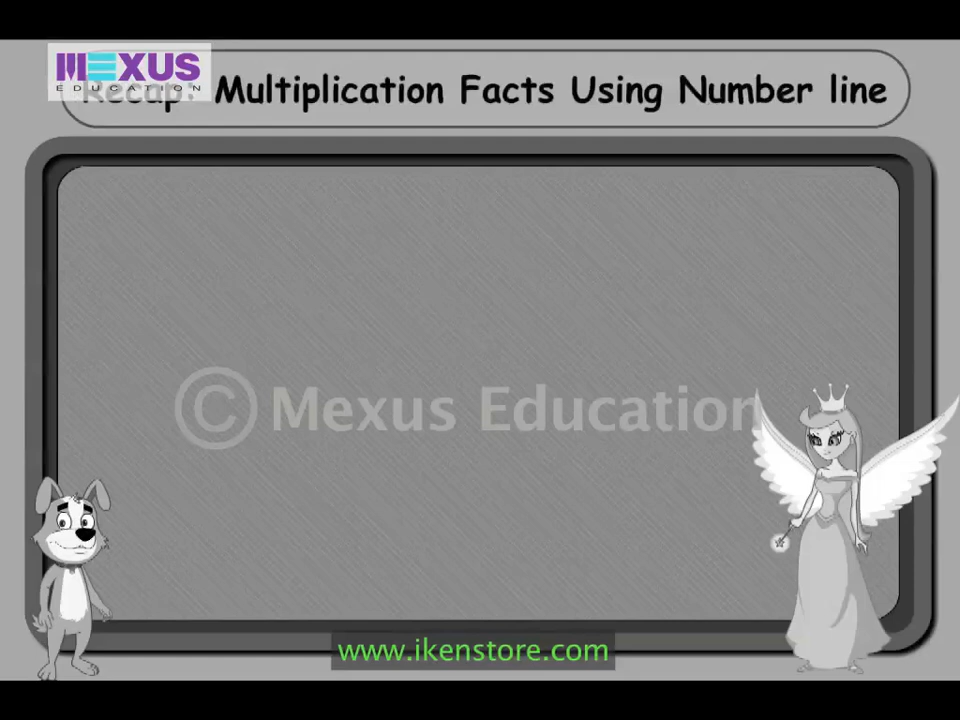 MEXUS
EDUCATION
Recap: Multiplication Facts Using Number line
© Mexus Education
www.ikenstore.com